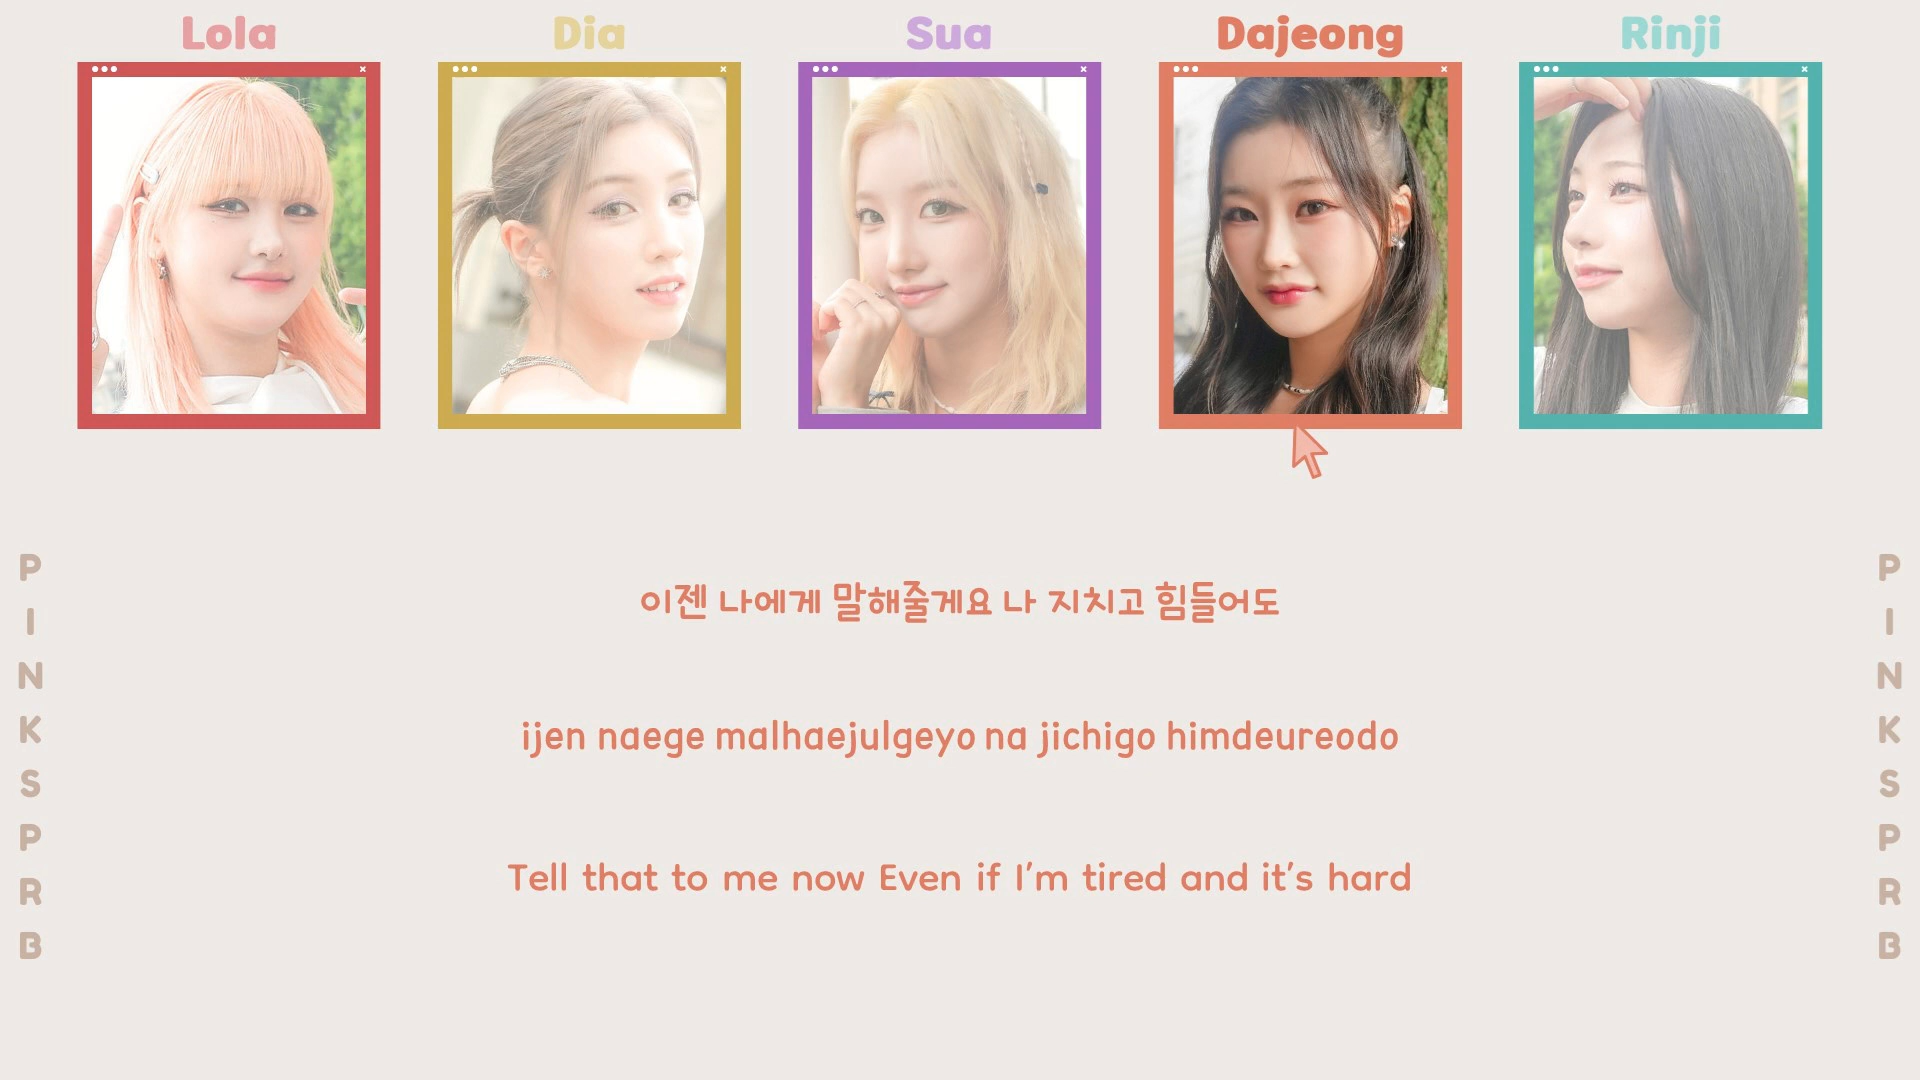 Lola Dia Sua Dajeong Rinji
이젠 나에게 말해줄게요 나 지치고 힘들어도
ijen naege malhaejulgeyo na jichigo himdeureodo
Tell that to me now Even if I'm tired and it's hard
PINKSPRB
PINKSPRB